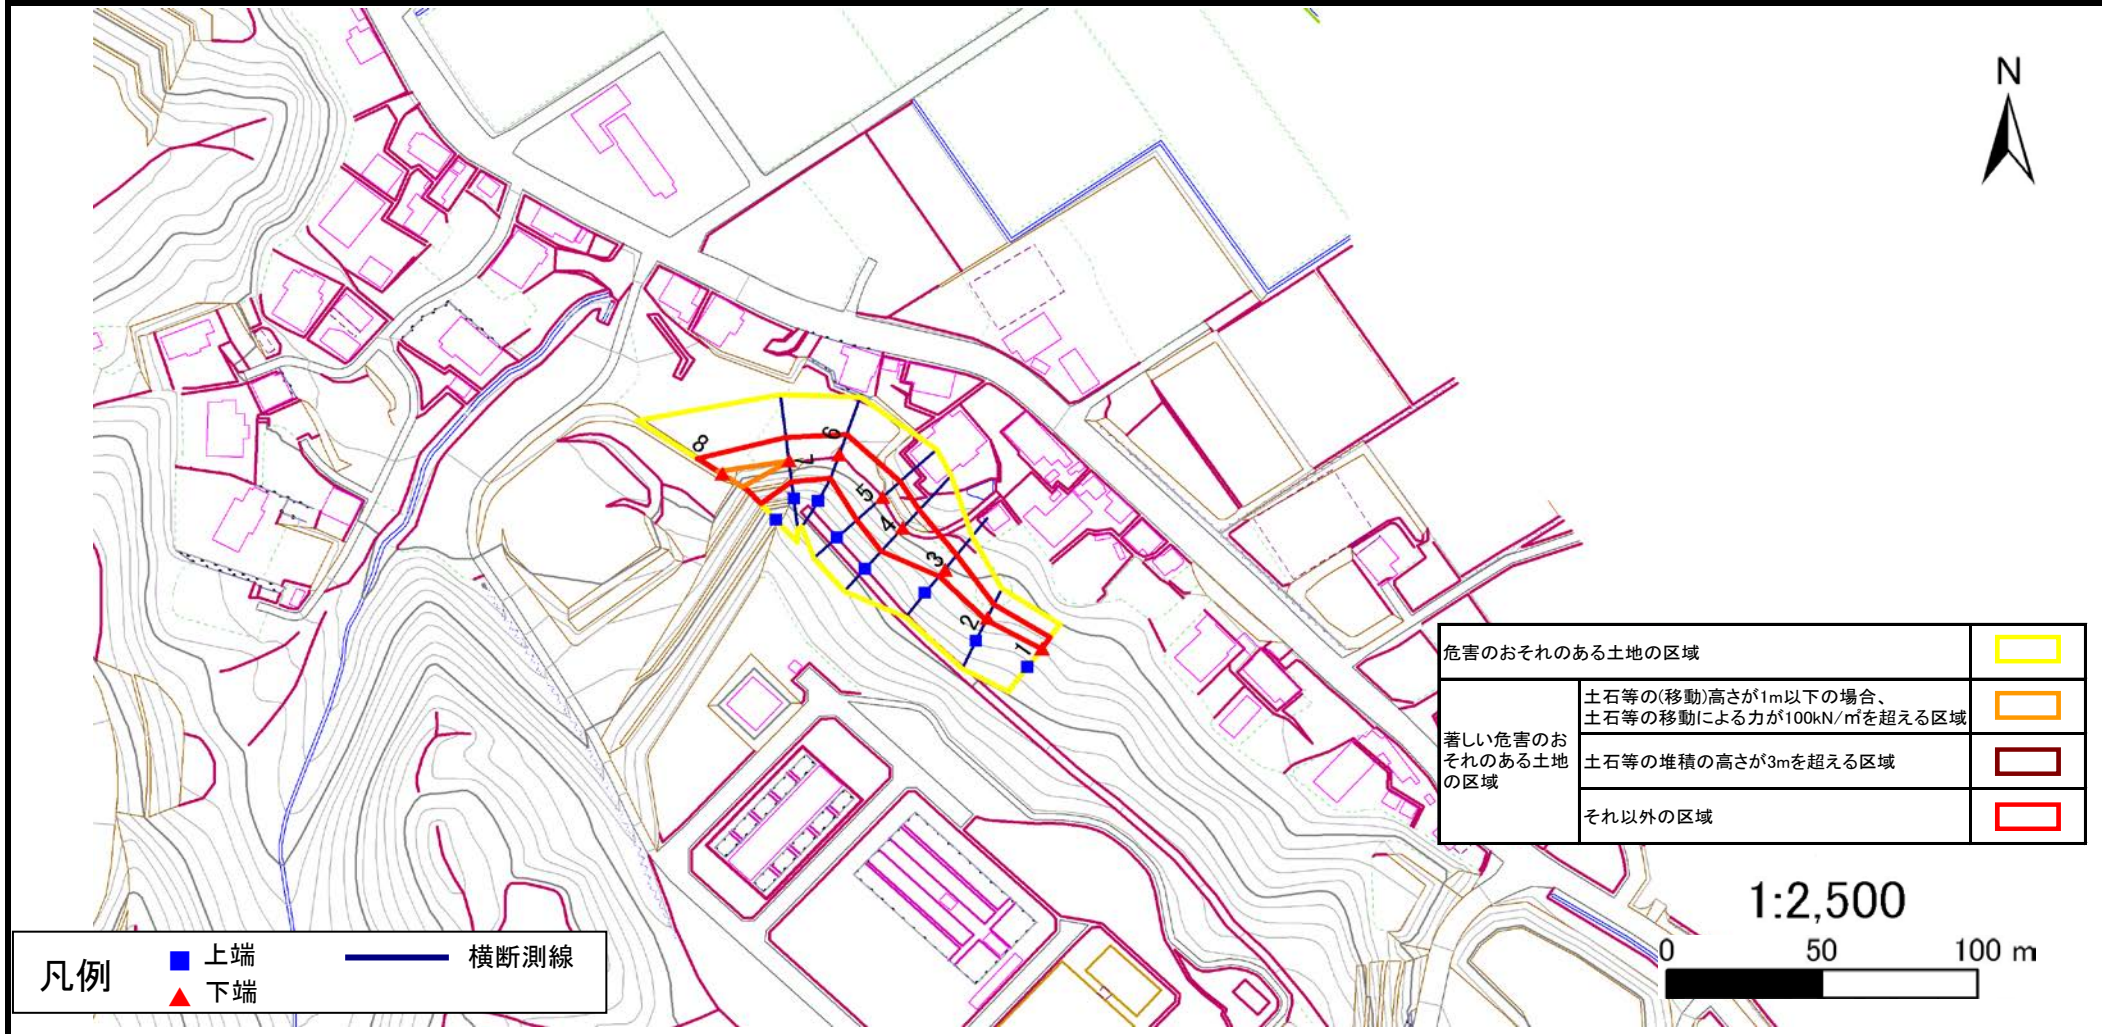 N
8
7
6
5
4
3
2
1
危害のおそれのある土地の区域
著しい危害のお
それのある土地
の区域
土石等の(移動)高さが1m以下の場合、
土石等の移動による力が100kN/㎡を超える区域
土石等の堆積の高さが3mを超える区域
それ以外の区域
1:2,500
0 50 100 m
凡例
上端
下端
横断測線